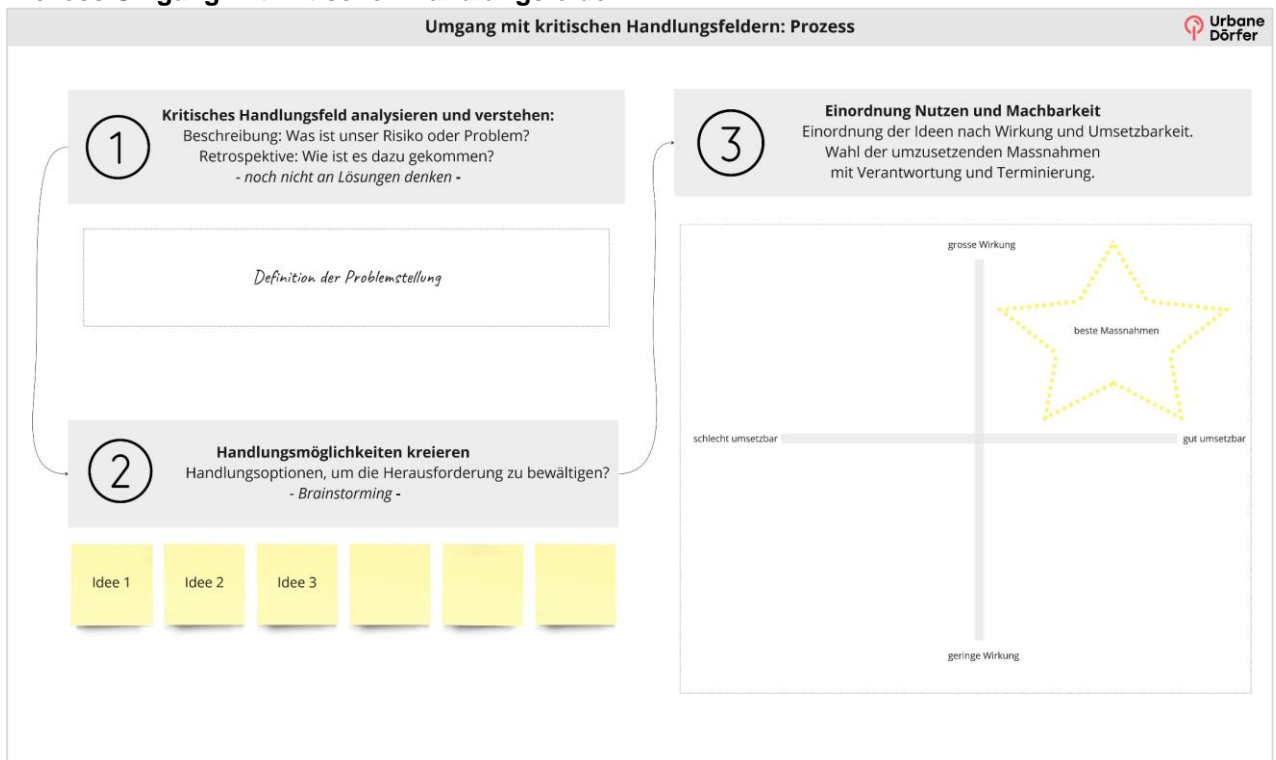 Umgang mit kritischen Handlungsfeldern: Prozess
Urbane
Dörfer
1
Kritisches Handlungsfeld analysieren und verstehen:
Beschreibung: Was ist unser Risiko oder Problem?
Retrospektive: Wie ist es dazu gekommen?
- noch nicht an Lösungen denken -
Definition der Problemstellung
2
Handlungsmöglichkeiten kreieren
Handlungsoptionen, um die Herausforderung zu bewältigen?
- Brainstorming -
Idee 1
Idee 2
Idee 3
3
Einordnung Nutzen und Machbarkeit
Einordnung der Ideen nach Wirkung und Umsetzbarkeit.
Wahl der umzusetzenden Massnahmen
mit Verantwortung und Terminierung.
grosse Wirkung
beste Massnahmen
schlecht umsetzbar
gut umsetzbar
geringe Wirkung